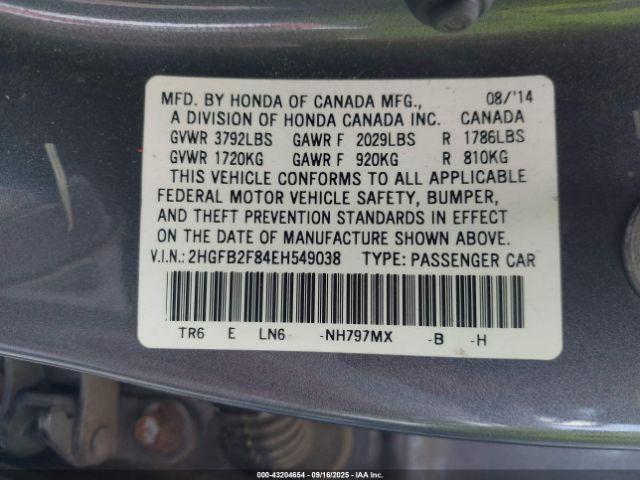 MFD. BY HONDA OF CANADA MFG., 08/'14
A DIVISION OF HONDA CANADA INC. CANADA
GVWR 3792LBS GAWR F 2029LBS R 1786LBS
GVWR 1720KG GAWR F 920KG R 810KG
THIS VEHICLE CONFORMS TO ALL APPLICABLE
FEDERAL MOTOR VEHICLE SAFETY, BUMPER,
AND THEFT PREVENTION STANDARDS IN EFFECT
ON THE DATE OF MANUFACTURE SHOWN ABOVE.
V.I.N.: 2HGFB2F84EH549038 TYPE: PASSENGER CAR
TR6 E LN6 -NH797MX -B -H
000-43204654 - 09/16/2025 - IAA Inc.